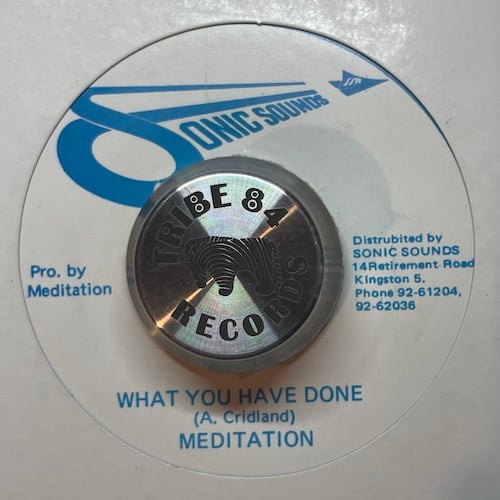 SONIC SOUNDS
JSR
TRIBE 84
RECORDS
Pro. by
Meditation
Distrubited by
SONIC SOUNDS
14Retirement Road
Kingston 5.
Phone 92-61204,
92-62036
WHAT YOU HAVE DONE
(A. Cridland)
MEDITATION